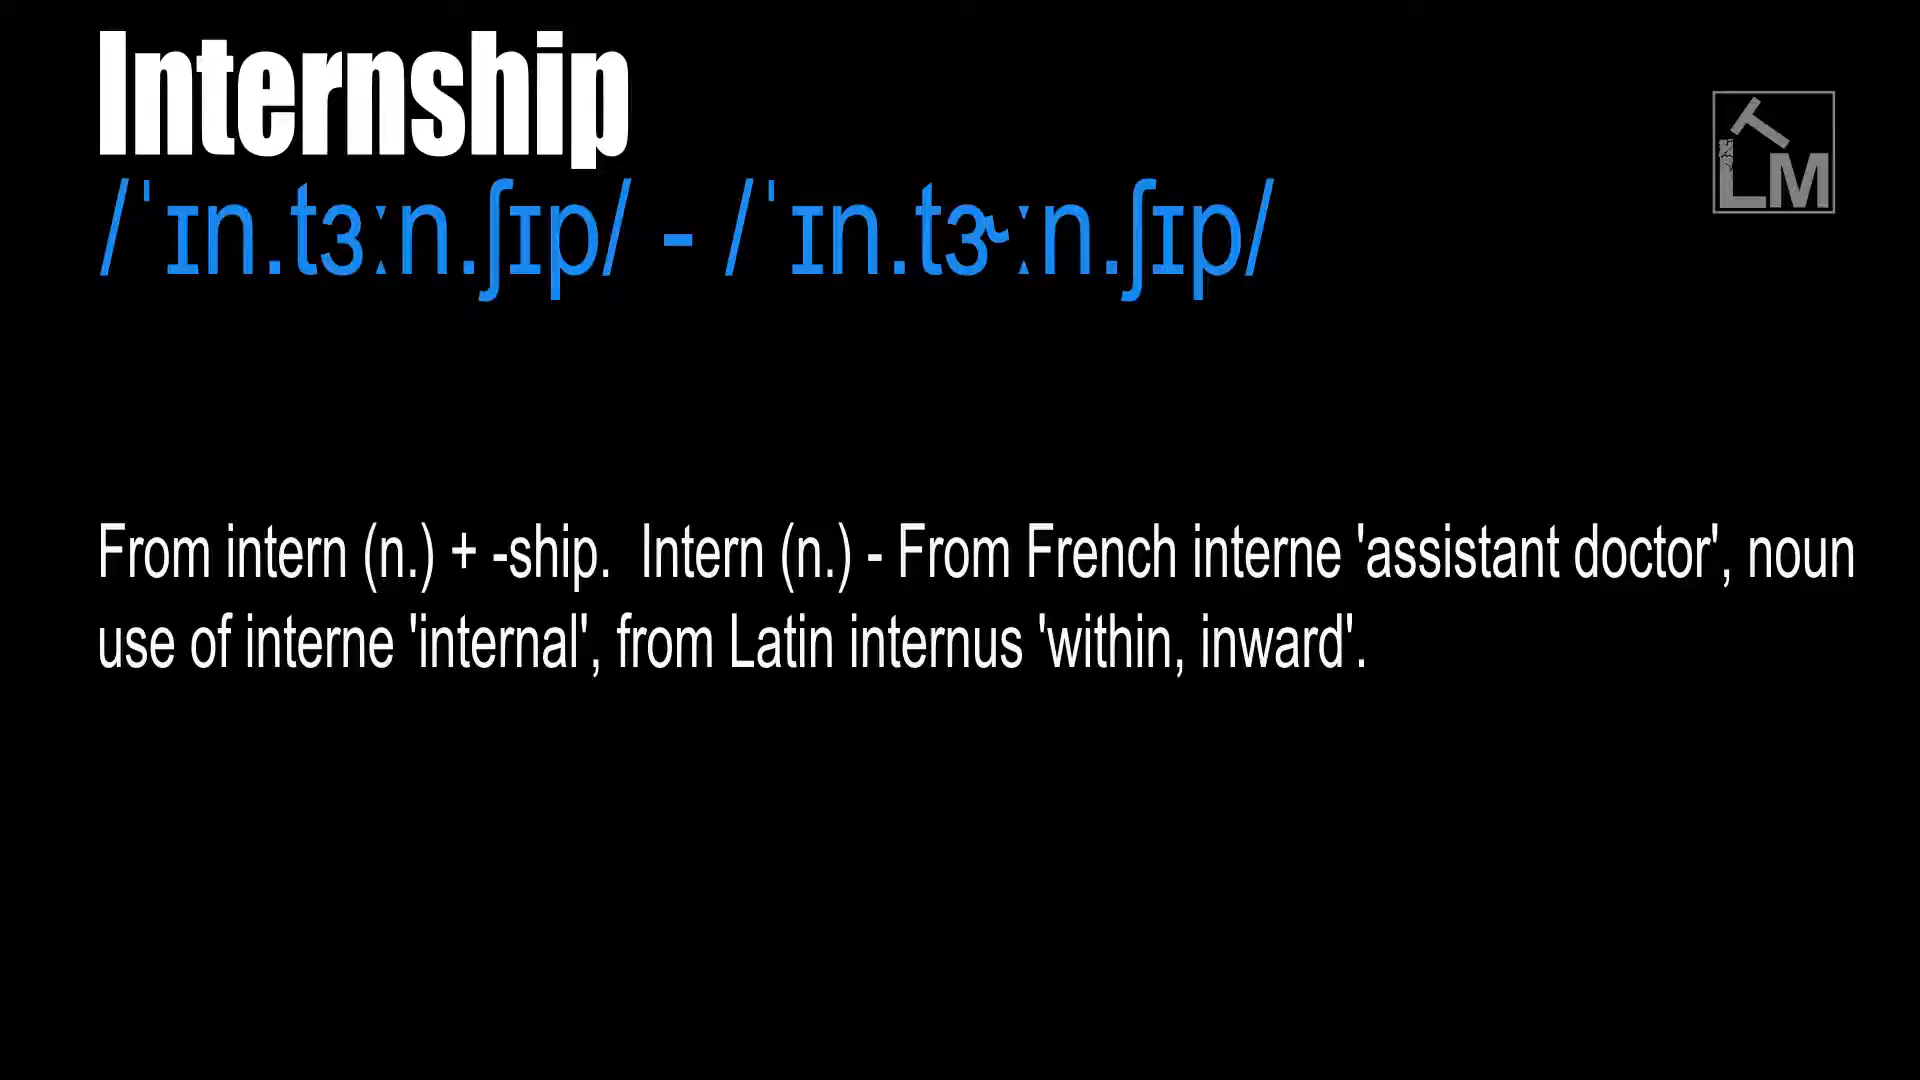 Internship
/ˈɪn.tɜːn.ʃɪp/ - /ˈɪn.tɝːn.ʃɪp/
TLM
From intern (n.) + -ship.  Intern (n.) - From French interne 'assistant doctor', noun
use of interne 'internal', from Latin internus 'within, inward'.